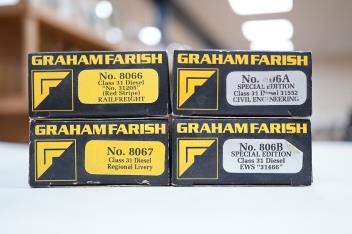 GRAHAM FARISH
No. 8066
Class 31 Diesel
"No. 31205"
(Red Stripe)
RAILFREIGHT
GRAHAM FARISH
No. 06A
SPECIAL EDITION
Class 31 Diesel 31552
CIVIL ENGINEERING
GRAHAM FARISH
No. 8067
Class 31 Diesel
Regional Livery
GRAHAM FARISH
No. 806B
SPECIAL EDITION
Class 31 Diesel
EWS "31466"